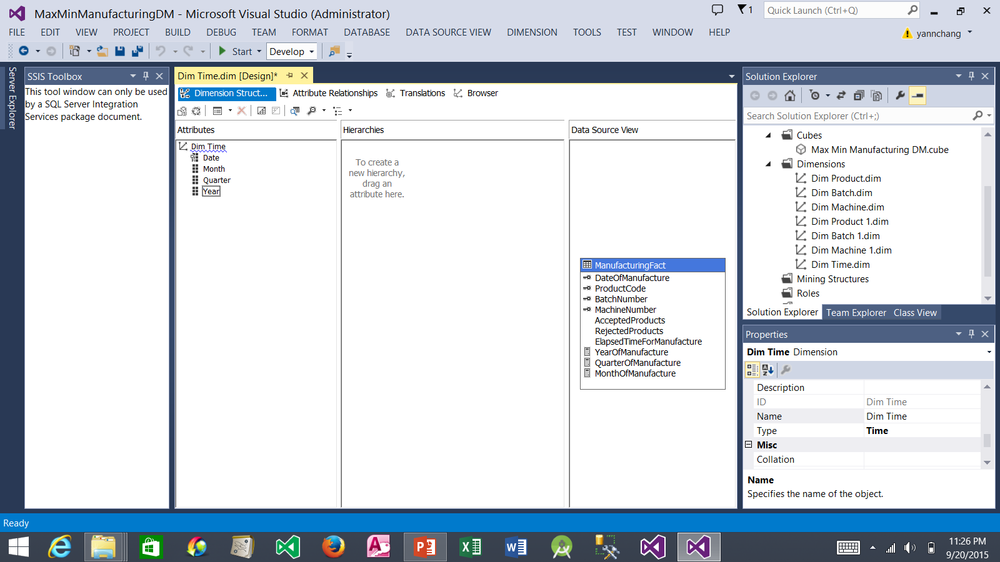 MaxMinManufacturingDM - Microsoft Visual Studio (Administrator)
1
Quick Launch (Ctrl+Q)
FILE EDIT VIEW PROJECT BUILD DEBUG TEAM FORMAT DATABASE DATA SOURCE VIEW DIMENSION TOOLS TEST WINDOW HELP
yannchang
Start
Develop
Server Explorer
SSIS Toolbox
This tool window can only be used
by a SQL Server Integration
Services package document.
Dim Time.dim [Design]*
Dimension Struct...
Attribute Relationships
Translations
Browser
Attributes
Dim Time
Date
Month
Quarter
Year
Hierarchies
To create a
new hierarchy,
drag an
attribute here.
Data Source View
ManufacturingFact
DateOfManufacture
ProductCode
BatchNumber
MachineNumber
AcceptedProducts
RejectedProducts
ElapsedTimeForManufacture
YearOfManufacture
QuarterOfManufacture
MonthOfManufacture
Solution Explorer
Search Solution Explorer (Ctrl+;)
Cubes
Max Min Manufacturing DM.cube
Dimensions
Dim Product.dim
Dim Batch.dim
Dim Machine.dim
Dim Product 1.dim
Dim Batch 1.dim
Dim Machine 1.dim
Dim Time.dim
Mining Structures
Roles
Solution Explorer Team Explorer Class View
Properties
Dim Time Dimension
Description
ID Dim Time
Name Dim Time
Type Time
Misc
Collation
Name
Specifies the name of the object.
Ready
11:26 PM
9/20/2015